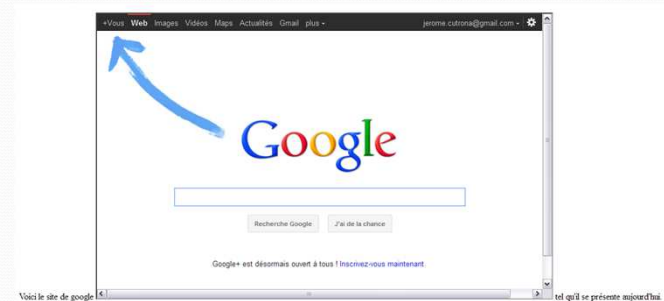 +Vous Web Images Vidéos Maps Actualités Gmail plus jerome.cutrona@gmail.com
Google
Recherche Google J'ai de la chance
Google+ est désormais ouvert à tous ! Inscrivez-vous maintenant.
Voici le site de google tel qu'il se présente aujourd'hui.